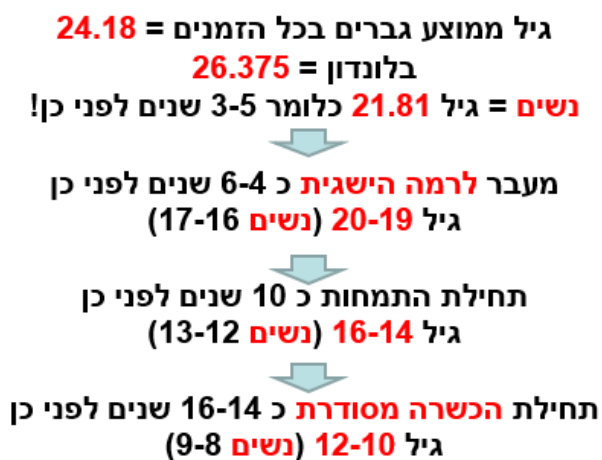 גיל ממוצע גברים בכל הזמנים = 24.18
בלונדון = 26.375
נשים = גיל 21.81 כלומר 3-5 שנים לפני כן!
מעבר לרמה הישגית כ 6-4 שנים לפני כן
גיל 20-19 (נשים 17-16)
תחילת התמחות כ 10 שנים לפני כן
גיל 16-14 (נשים 13-12)
תחילת הכשרה מסודרת כ 16-14 שנים לפני כן
גיל 12-10 (נשים 9-8)